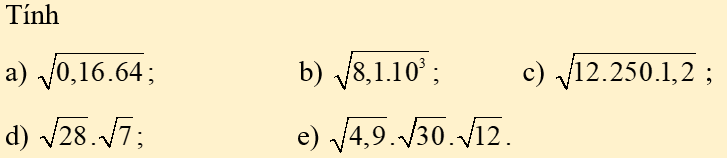 Tính
a) √0,16.64 ; b) √8,1.10³ ; c) √12.250.1,2 ;
d) √28.√7 ; e) √4,9.√30.√12 .